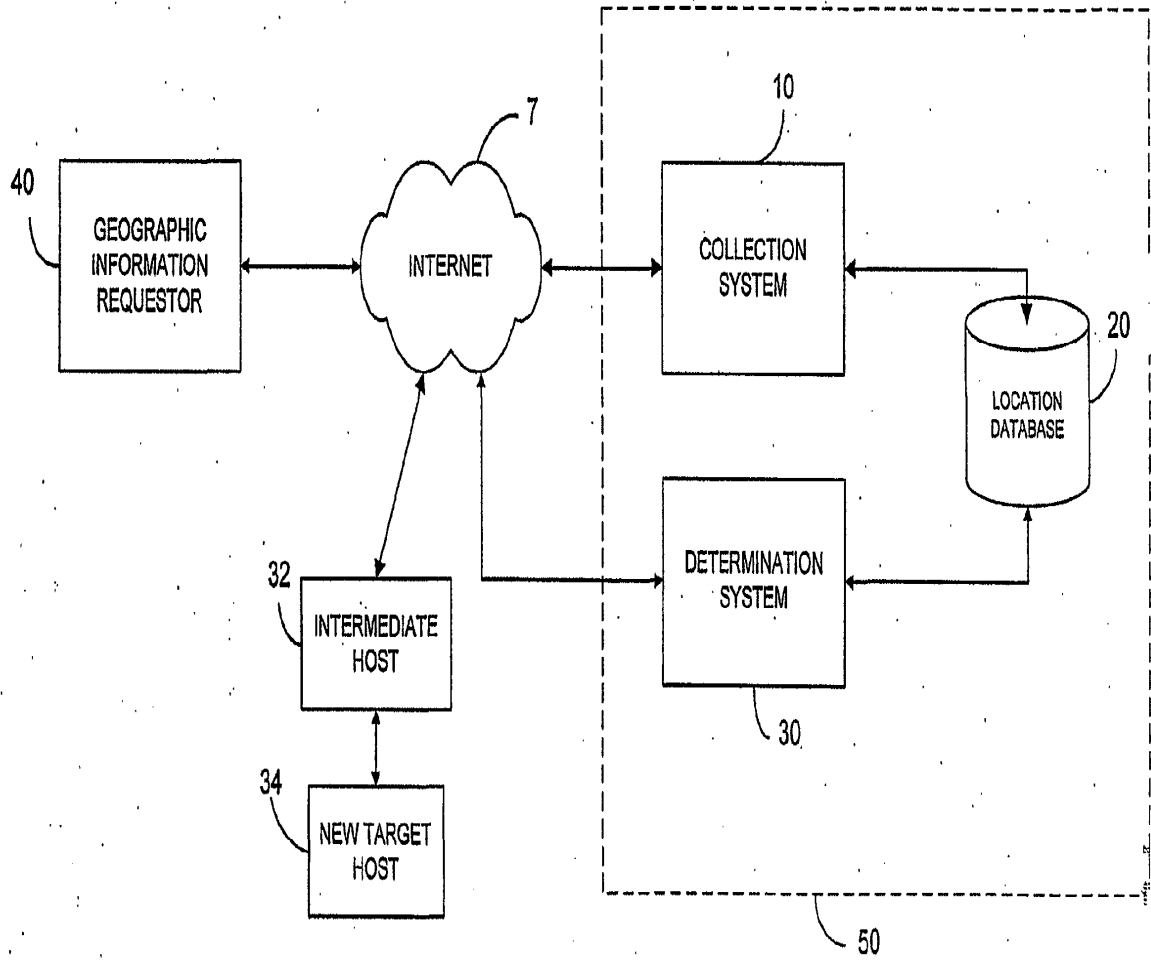 10
7
40
GEOGRAPHIC
INFORMATION
REQUESTOR
INTERNET
COLLECTION
SYSTEM
20
LOCATION
DATABASE
32
INTERMEDIATE
HOST
DETERMINATION
SYSTEM
30
34
NEW TARGET
HOST
50